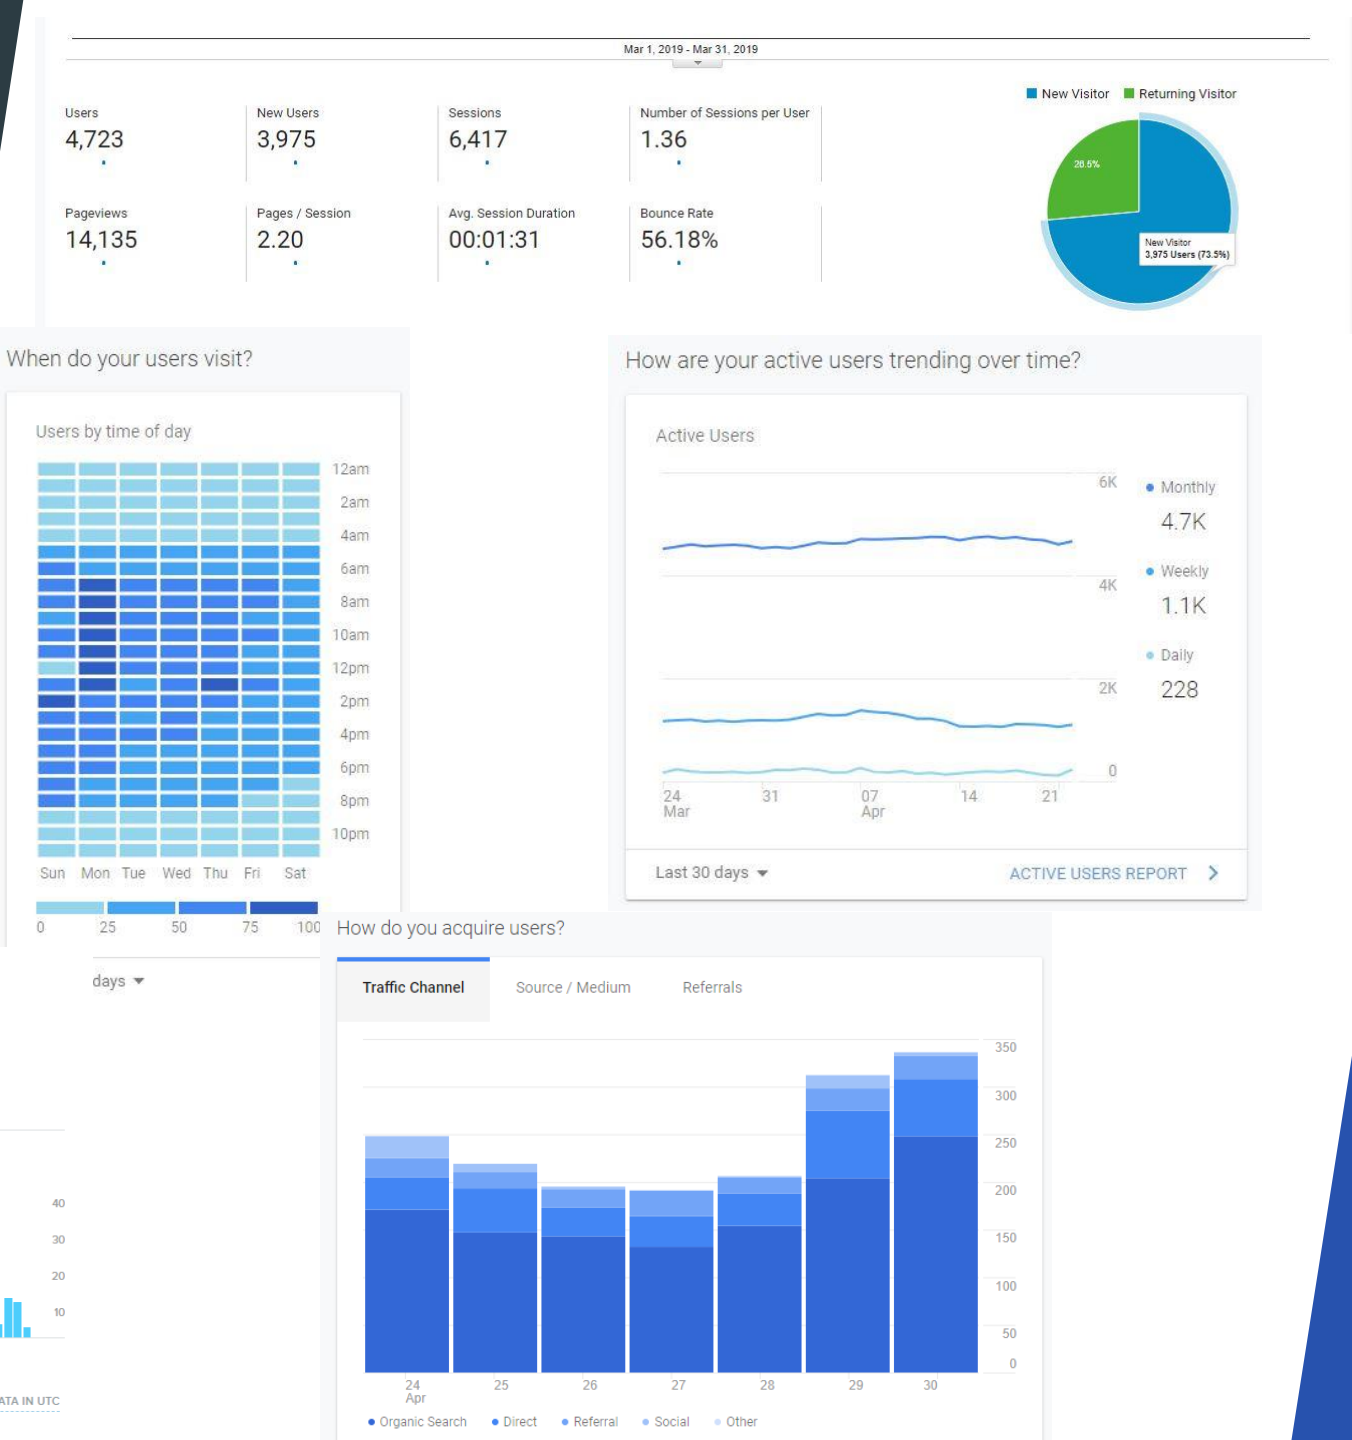 Mar 1, 2019 - Mar 31, 2019
New Visitor Returning Visitor
Users New Users Sessions Number of Sessions per User
4,723 3,975 6,417 1.36
26.5%
Pageviews Pages / Session Avg. Session Duration Bounce Rate
14,135 2.20 00:01:31 56.18%
New Visitor
3,975 Users (73.5%)
When do your users visit?
Users by time of day
12am
2am
4am
6am
8am
10am
12pm
2pm
4pm
6pm
8pm
10pm
Sun Mon Tue Wed Thu Fri Sat
0 25 50 75 100
days
How are your active users trending over time?
Active Users
6K
4K
2K
0
Monthly
4.7K
Weekly
1.1K
Daily
228
24 31 07 14 21
Mar Apr
Last 30 days ACTIVE USERS REPORT
How do you acquire users?
Traffic Channel Source / Medium Referrals
350
300
250
200
150
100
50
0
24 25 26 27 28 29 30
Apr
Organic Search Direct Referral Social Other
40
30
20
10
ATA IN UTC